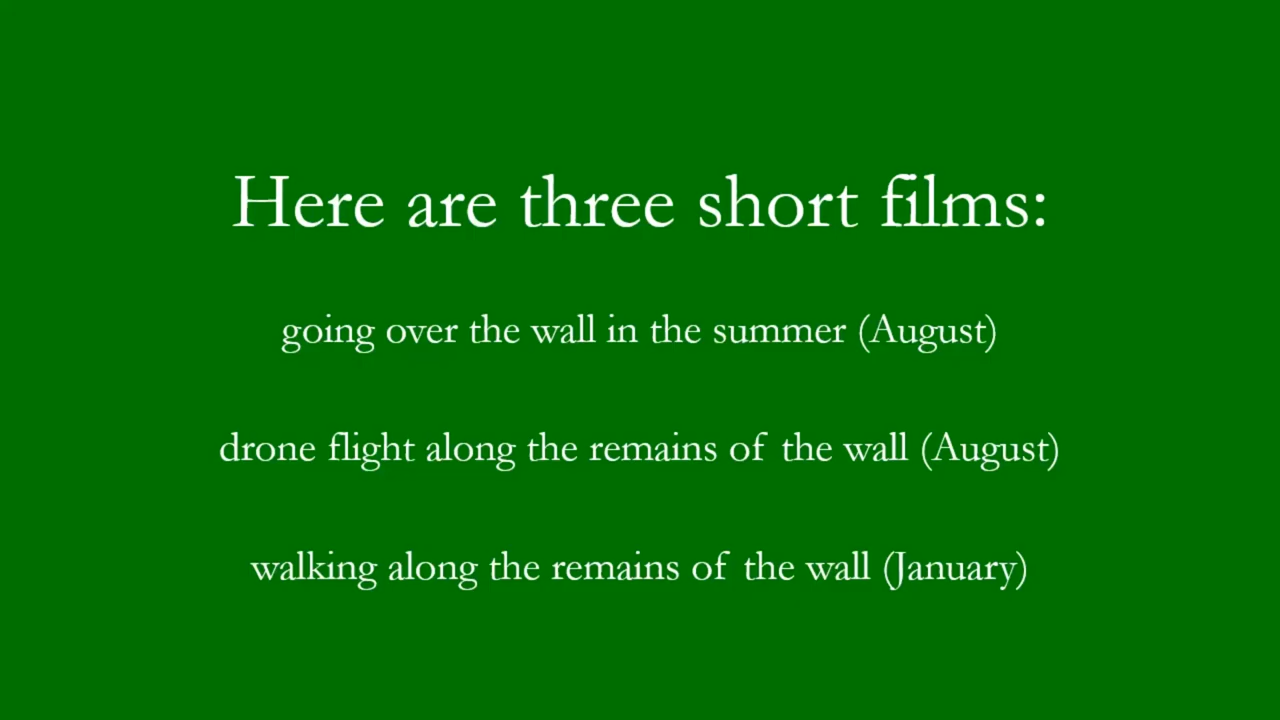 Here are three short films:
going over the wall in the summer (August)
drone flight along the remains of the wall (August)
walking along the remains of the wall (January)